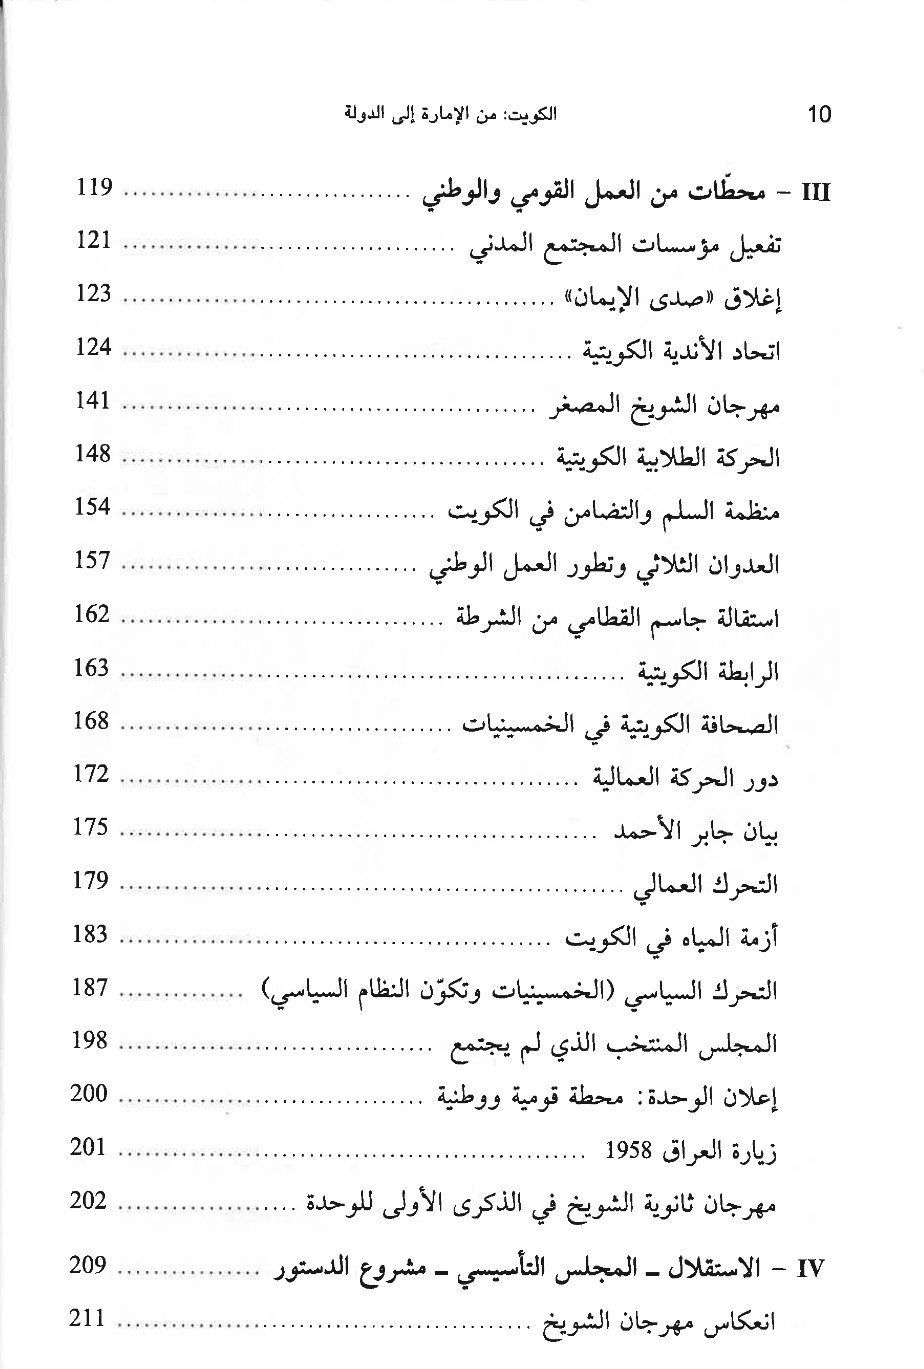 10 الكويت: من الإمارة إلى الدولة
III - محطّات من العمل القومي والوطني ........ 119
تفعيل مؤسسات المجتمع المدني ........ 121
إغلاق «صدى الإيمان» ........ 123
اتحاد الأندية الكويتية ........ 124
مهرجان الشويخ المصغر ........ 141
الحركة الطلابية الكويتية ........ 148
منظمة السلم والتضامن في الكويت ........ 154
العدوان الثلاثي وتطور العمل الوطني ........ 157
استقالة جاسم القطامي من الشرطة ........ 162
الرابطة الكويتية ........ 163
الصحافة الكويتية في الخمسينيات ........ 168
دور الحركة العمالية ........ 172
بيان جابر الأحمد ........ 175
التحرك العمالي ........ 179
أزمة المياه في الكويت ........ 183
التحرك السياسي (الخمسينيات وتكوّن النظام السياسي) ........ 187
المجلس المنتخب الذي لم يجتمع ........ 198
إعلان الوحدة: محطة قومية ووطنية ........ 200
زيارة العراق 1958 ........ 201
مهرجان ثانوية الشويخ في الذكرى الأولى للوحدة ........ 202
IV - الاستقلال - المجلس التأسيسي - مشروع الدستور ........ 209
انعكاس مهرجان الشويخ ........ 211